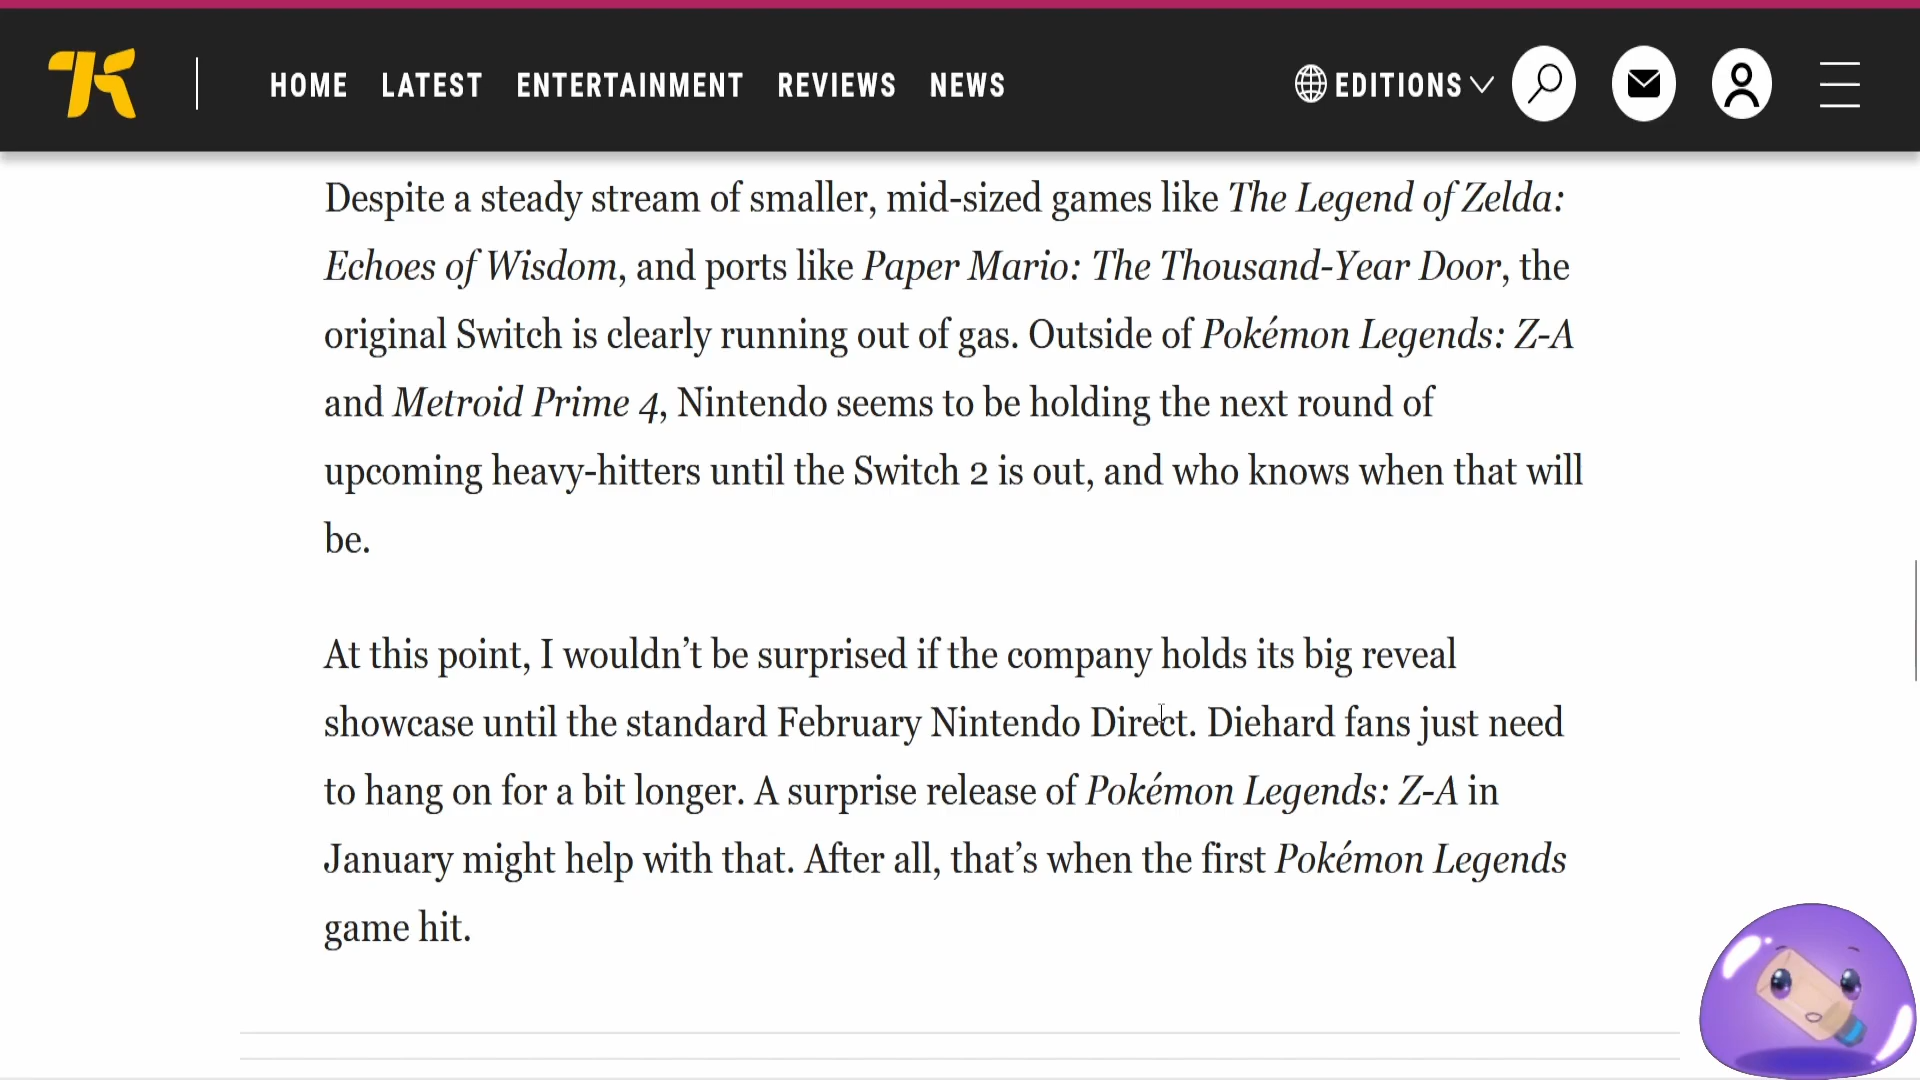 HOME LATEST ENTERTAINMENT REVIEWS NEWS EDITIONS
Despite a steady stream of smaller, mid-sized games like The Legend of Zelda:
Echoes of Wisdom, and ports like Paper Mario: The Thousand-Year Door, the
original Switch is clearly running out of gas. Outside of Pokémon Legends: Z-A
and Metroid Prime 4, Nintendo seems to be holding the next round of
upcoming heavy-hitters until the Switch 2 is out, and who knows when that will
be.
At this point, I wouldn’t be surprised if the company holds its big reveal
showcase until the standard February Nintendo Direct. Diehard fans just need
to hang on for a bit longer. A surprise release of Pokémon Legends: Z-A in
January might help with that. After all, that’s when the first Pokémon Legends
game hit.